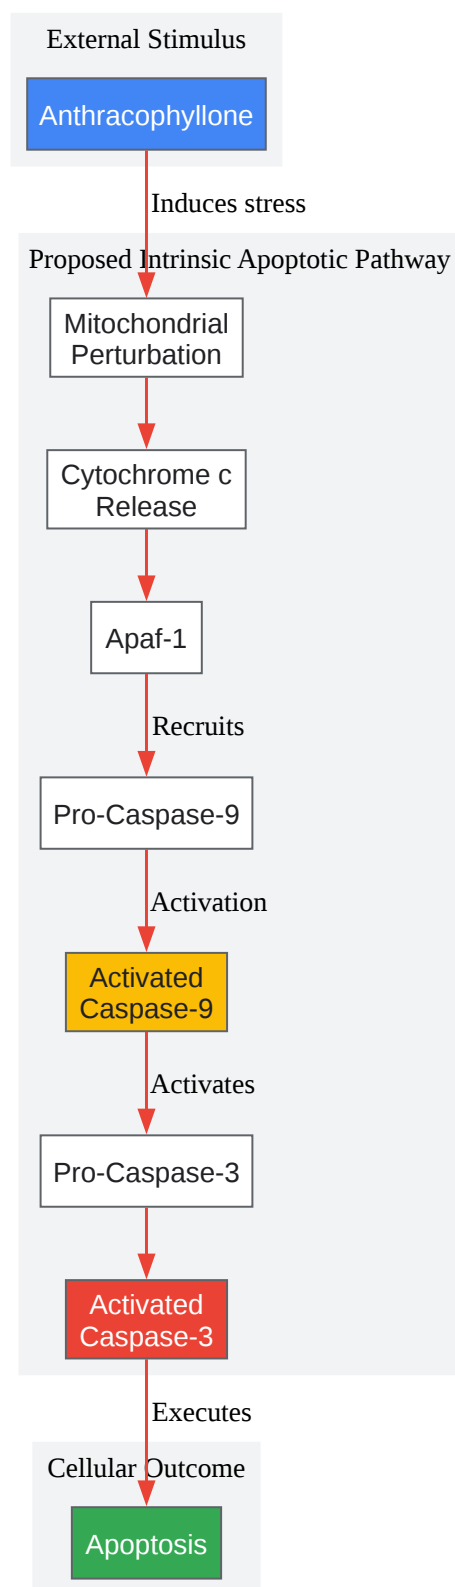 External Stimulus
Anthracophyllone
Induces stress
Proposed Intrinsic Apoptotic Pathway
Mitochondrial
Perturbation
Cytochrome c
Release
Apaf-1
Recruits
Pro-Caspase-9
Activation
Activated
Caspase-9
Activates
Pro-Caspase-3
Activated
Caspase-3
Executes
Cellular Outcome
Apoptosis